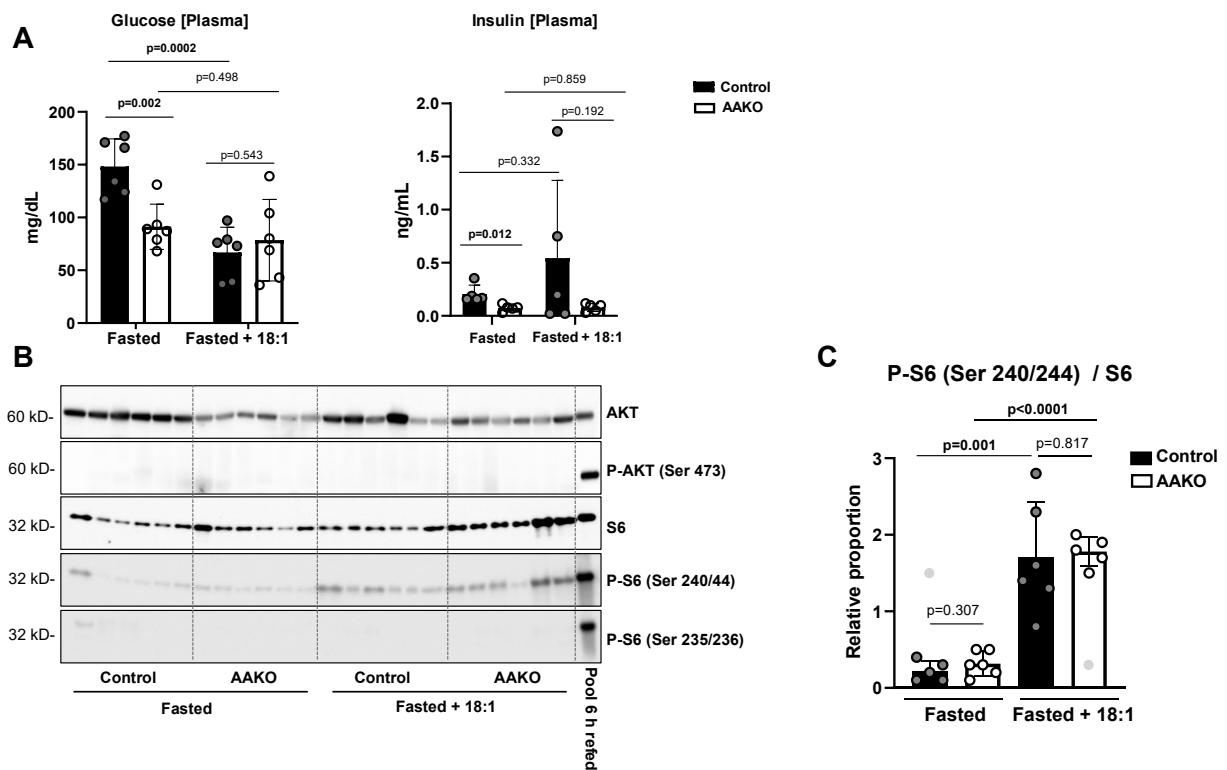 A
Glucose [Plasma]
p=0.0002
p=0.498
p=0.002
p=0.543
mg/dL
200
150
100
50
0
Fasted
Fasted + 18:1
Insulin [Plasma]
p=0.859
p=0.192
p=0.332
p=0.012
ng/mL
2.0
1.5
1.0
0.5
0.0
Fasted
Fasted + 18:1
Control
AAKO
B
60 kD-
AKT
60 kD-
P-AKT (Ser 473)
32 kD-
S6
32 kD-
P-S6 (Ser 240/44)
32 kD-
P-S6 (Ser 235/236)
Control
AAKO
Control
AAKO
Fasted
Fasted + 18:1
Pool 6 h refed
C
P-S6 (Ser 240/244) / S6
p<0.0001
p=0.001
p=0.817
p=0.307
Control
AAKO
Relative proportion
3
2
1
0
Fasted
Fasted + 18:1